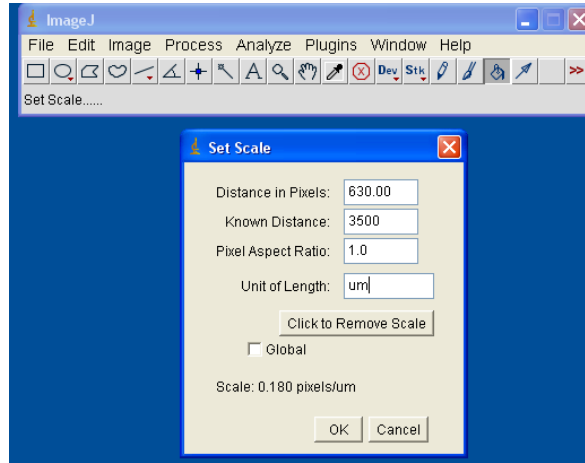 ImageJ
File Edit Image Process Analyze Plugins Window Help
A Dev Stk >>
Set Scale......
Set Scale
Distance in Pixels: 630.00
Known Distance: 3500
Pixel Aspect Ratio: 1.0
Unit of Length: um
Click to Remove Scale
Global
Scale: 0.180 pixels/um
OK Cancel